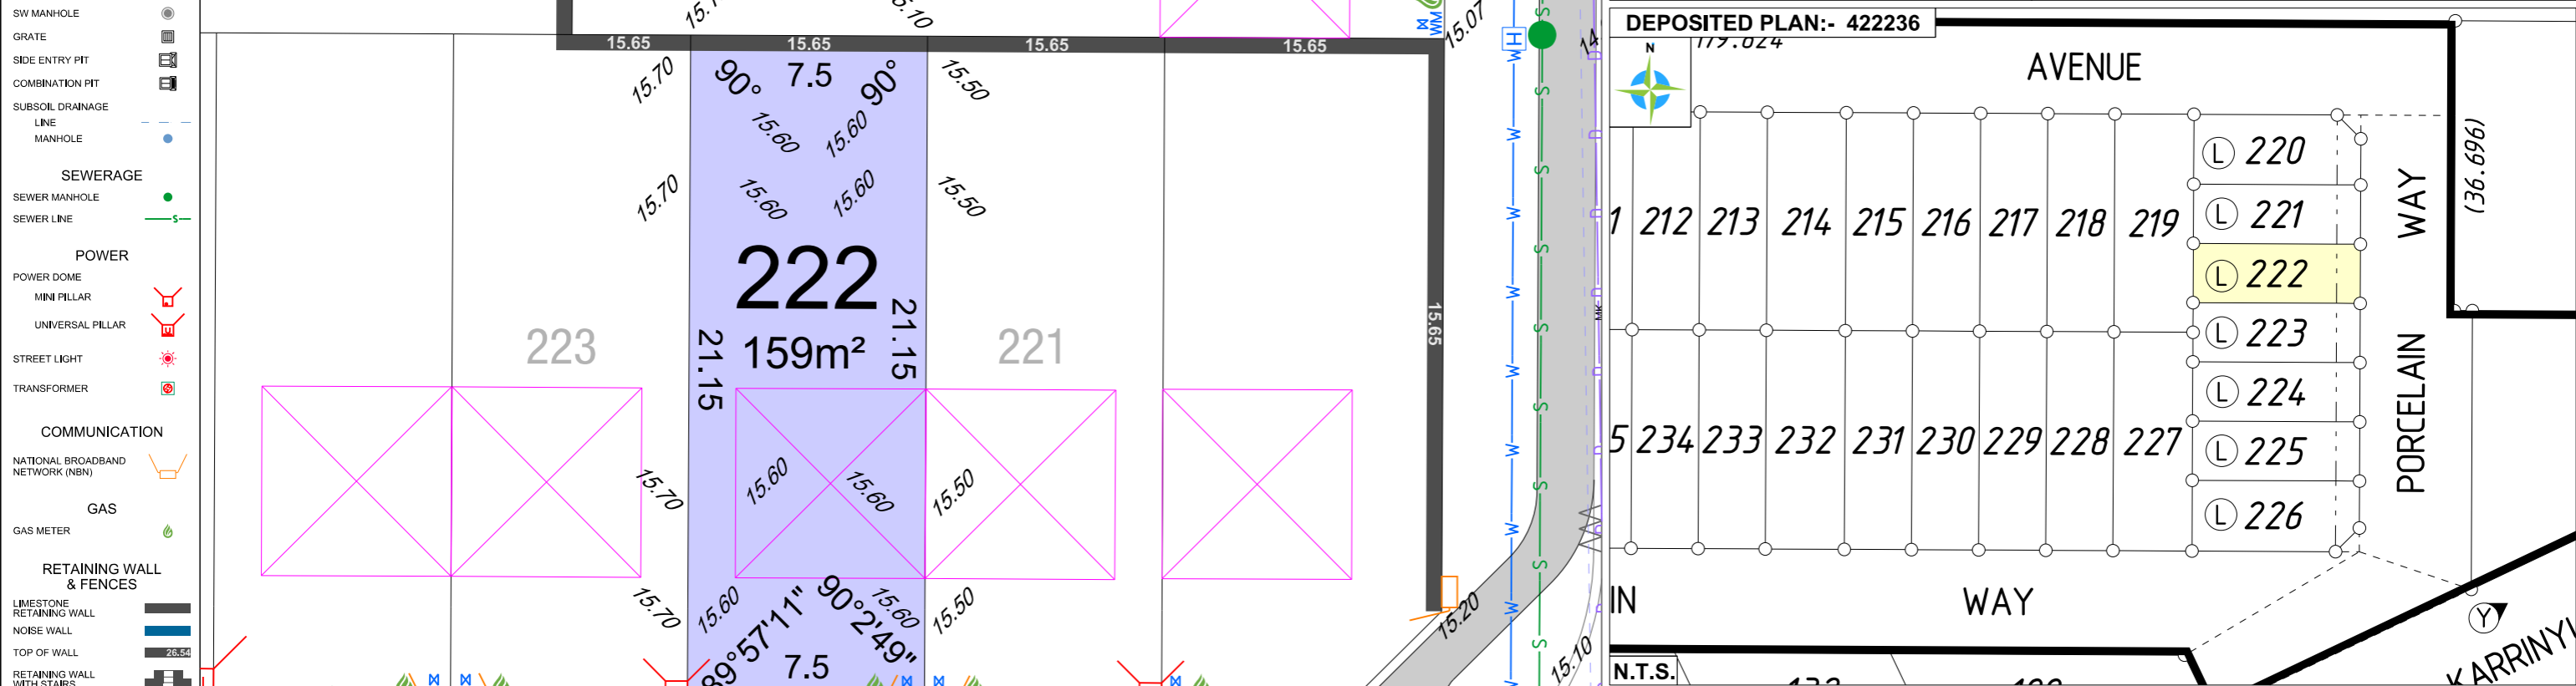 SW MANHOLE
GRATE
SIDE ENTRY PIT
COMBINATION PIT
SUBSOIL DRAINAGE
LINE
MANHOLE
SEWERAGE
SEWER MANHOLE
SEWER LINE
S
POWER
POWER DOME
MINI PILLAR
UNIVERSAL PILLAR
U
STREET LIGHT
TRANSFORMER
COMMUNICATION
NATIONAL BROADBAND
NETWORK (NBN)
GAS
GAS METER
RETAINING WALL
& FENCES
LIMESTONE
RETAINING WALL
NOISE WALL
TOP OF WALL 26.54
RETAINING WALL
WITH STAIRS
15.65 15.65 15.65 15.65
15.07
WM
H
15.70 90° 7.5 90° 15.50
15.60 15.60
15.70 15.60 15.60 15.50
222
159m²
21.15
21.15
223
221
15.65
15.70 15.60 15.60 15.50
15.70 15.60 15.60 15.50
89°57'11" 90°2'49"
7.5
15.20
15.10
W W W W W W W W
S S S S S S S S
DEPOSITED PLAN:- 422236
N
AVENUE
(36.696)
WAY
PORCELAIN
L 220
L 221
L 222
L 223
L 224
L 225
L 226
212 213 214 215 216 217 218 219
234 233 232 231 230 229 228 227
WAY
Y
KARRINYU
N.T.S.